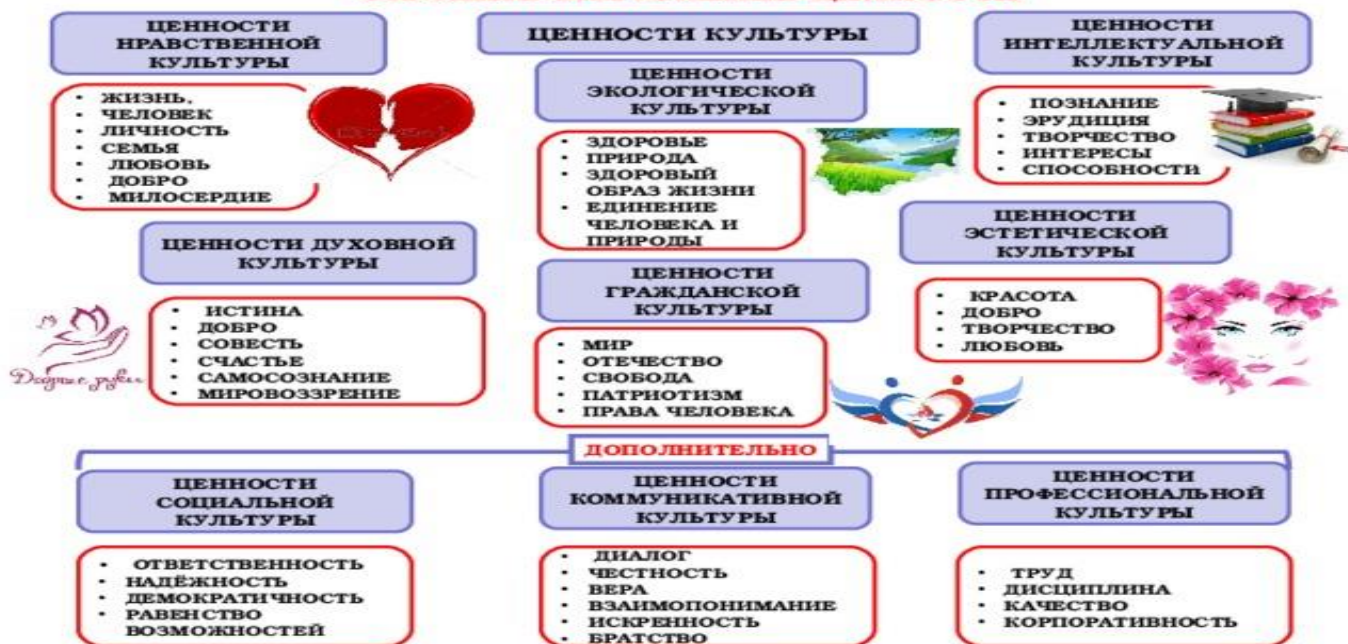 ЦЕННОСТИ
НРАВСТВЕННОЙ
КУЛЬТУРЫ
• ЖИЗНЬ,
• ЧЕЛОВЕК
• ЛИЧНОСТЬ
• СЕМЬЯ
• ЛЮБОВЬ
• ДОБРО
• МИЛОСЕРДИЕ
ЦЕННОСТИ КУЛЬТУРЫ
ЦЕННОСТИ
ЭКОЛОГИЧЕСКОЙ
КУЛЬТУРЫ
• ЗДОРОВЬЕ
• ПРИРОДА
• ЗДОРОВЫЙ
ОБРАЗ ЖИЗНИ
• ЕДИНЕНИЕ
ЧЕЛОВЕКА И
ПРИРОДЫ
ЦЕННОСТИ
ИНТЕЛЛЕКТУАЛЬНОЙ
КУЛЬТУРЫ
• ПОЗНАНИЕ
• ЭРУДИЦИЯ
• ТВОРЧЕСТВО
• ИНТЕРЕСЫ
• СПОСОБНОСТИ
ЦЕННОСТИ ДУХОВНОЙ
КУЛЬТУРЫ
• ИСТИНА
• ДОБРО
• СОВЕСТЬ
• СЧАСТЬЕ
• САМОСОЗНАНИЕ
• МИРОВОЗЗРЕНИЕ
Добрые руки
ЦЕННОСТИ
ГРАЖДАНСКОЙ
КУЛЬТУРЫ
• МИР
• ОТЕЧЕСТВО
• СВОБОДА
• ПАТРИОТИЗМ
• ПРАВА ЧЕЛОВЕКА
ЦЕННОСТИ
ЭСТЕТИЧЕСКОЙ
КУЛЬТУРЫ
• КРАСОТА
• ДОБРО
• ТВОРЧЕСТВО
• ЛЮБОВЬ
ДОПОЛНИТЕЛЬНО
ЦЕННОСТИ
СОЦИАЛЬНОЙ
КУЛЬТУРЫ
• ОТВЕТСТВЕННОСТЬ
• НАДЁЖНОСТЬ
• ДЕМОКРАТИЧНОСТЬ
• РАВЕНСТВО
ВОЗМОЖНОСТЕЙ
ЦЕННОСТИ
КОММУНИКАТИВНОЙ
КУЛЬТУРЫ
• ДИАЛОГ
• ЧЕСТНОСТЬ
• ВЕРА
• ВЗАИМОПОНИМАНИЕ
• ИСКРЕННОСТЬ
• БРАТСТВО
ЦЕННОСТИ
ПРОФЕССИОНАЛЬНОЙ
КУЛЬТУРЫ
• ТРУД
• ДИСЦИПЛИНА
• КАЧЕСТВО
• КОРПОРАТИВНОСТЬ